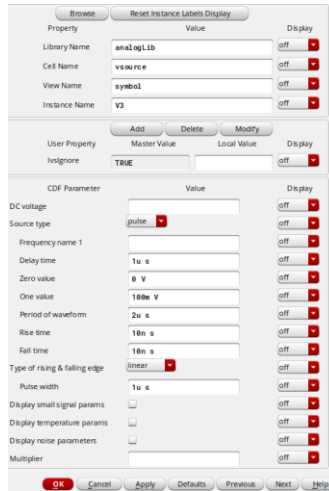 Browse Reset Instance Labels Display
Property Value Display
Library Name analogLib off
Cell Name vsource off
View Name symbol off
Instance Name V3 off
Add Delete Modify
User Property Master Value Local Value Display
lvsIgnore TRUE off
CDF Parameter Value Display
DC voltage off
Source type pulse off
Frequency name 1 off
Delay time 1u s off
Zero value 0 V off
One value 100m V off
Period of waveform 2u s off
Rise time 10n s off
Fall time 10n s off
Type of rising & falling edge linear off
Pulse width 1u s off
Display small signal params off
Display temperature params off
Display noise parameters off
Multiplier off
OK Cancel Apply Defaults Previous Next Help